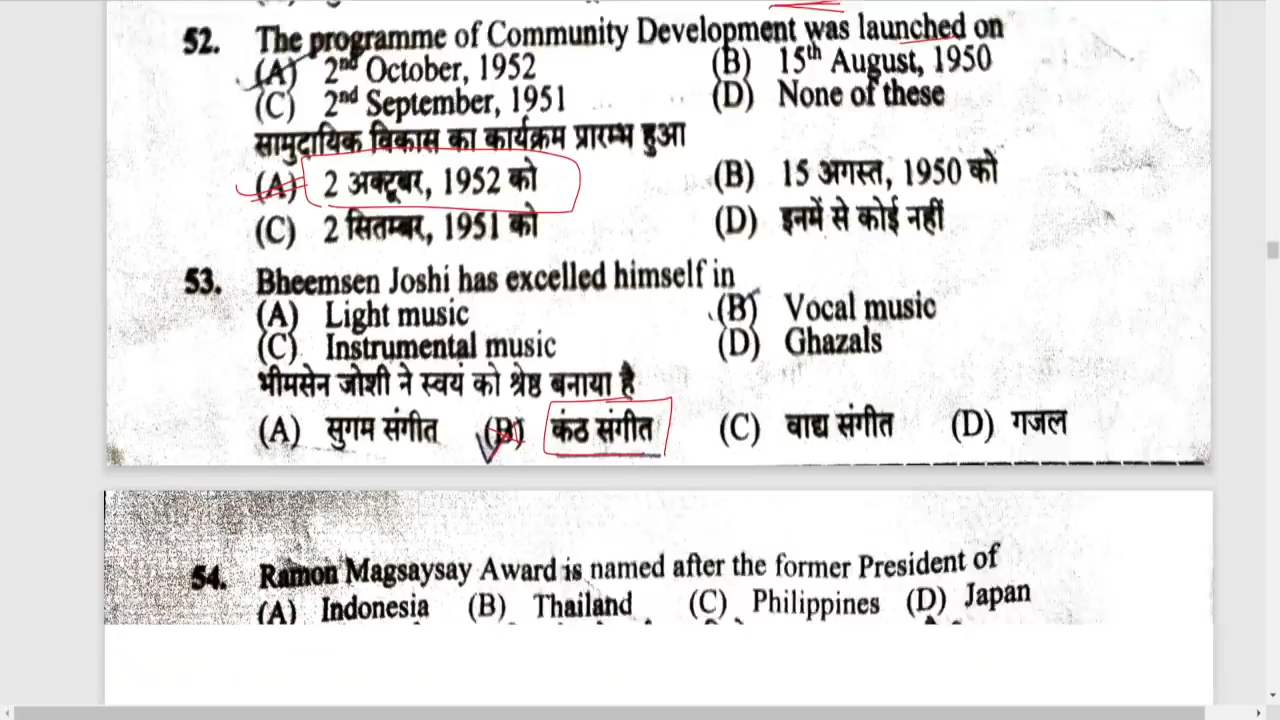 52. The programme of Community Development was launched on
(A) 2nd October, 1952 (B) 15th August, 1950
(C) 2nd September, 1951 (D) None of these
सामुदायिक विकास का कार्यक्रम प्रारम्भ हुआ
(A) 2 अक्टूबर, 1952 को (B) 15 अगस्त, 1950 को
(C) 2 सितम्बर, 1951 को (D) इनमें से कोई नहीं
53. Bheemsen Joshi has excelled himself in
(A) Light music (B) Vocal music
(C) Instrumental music (D) Ghazals
भीमसेन जोशी ने स्वयं को श्रेष्ठ बनाया है
(A) सुगम संगीत (B) कंठ संगीत (C) वाद्य संगीत (D) गजल
54. Ramon Magsaysay Award is named after the former President of
(A) Indonesia (B) Thailand (C) Philippines (D) Japan